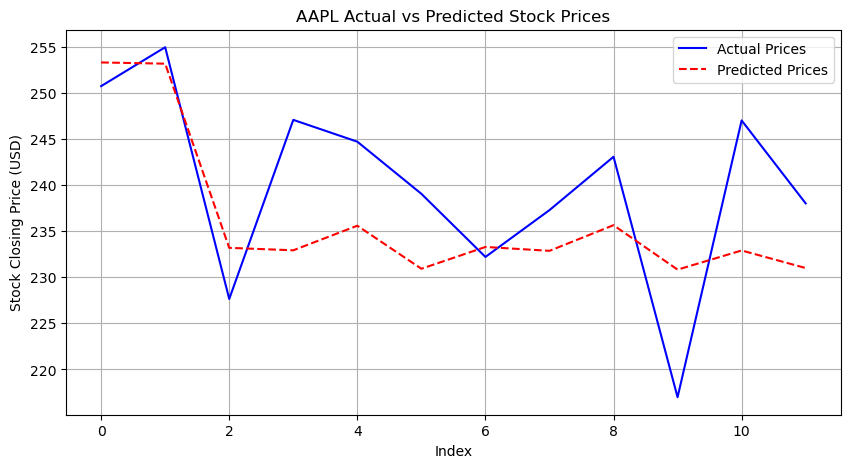 AAPL Actual vs Predicted Stock Prices
Actual Prices
Predicted Prices
Stock Closing Price (USD)
255
250
245
240
235
230
225
220
0 2 4 6 8 10
Index